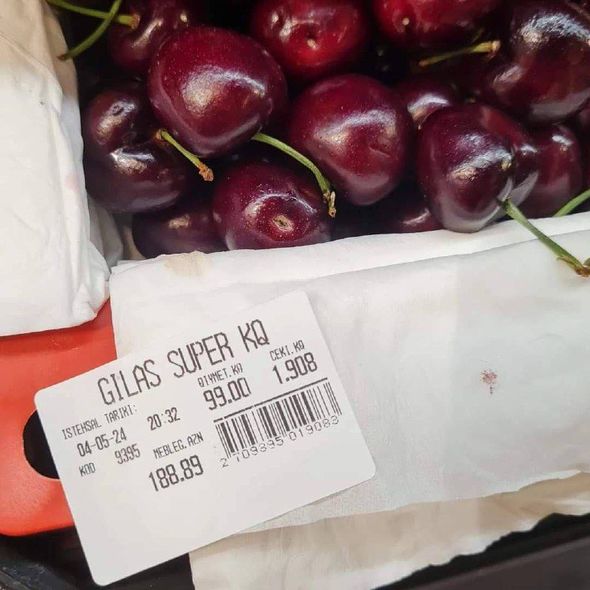 GILAS SUPER KQ
ISTEHSAL TARIXI: QIYMET.KQ CEKI.KQ
04-05-24 20:32 99.00 1.908
KOD 9395 MEBLEG.AZN
188.89
2 109395 019083